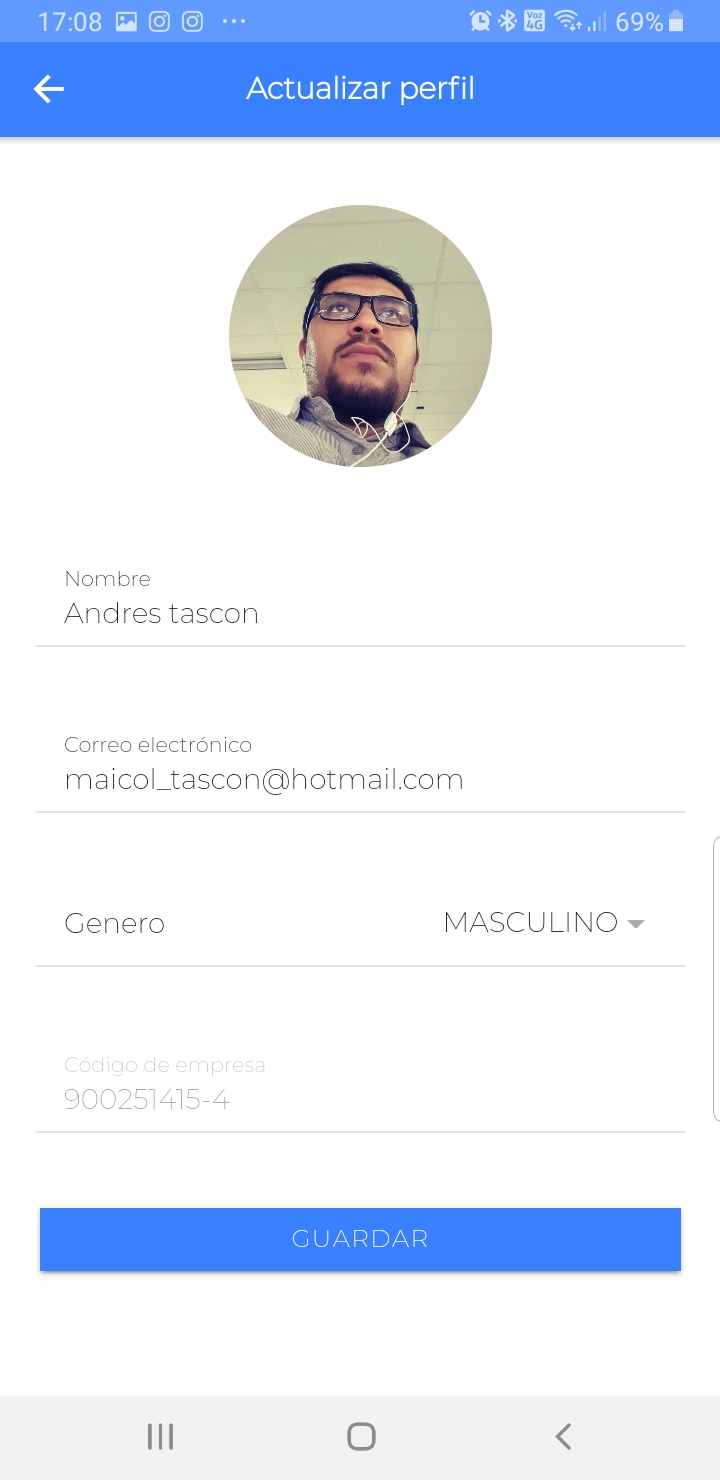 17:08 Voz 4G 69%
Actualizar perfil
Nombre
Andres tascon
Correo electrónico
maicol_tascon@hotmail.com
Genero MASCULINO
Código de empresa
900251415-4
GUARDAR